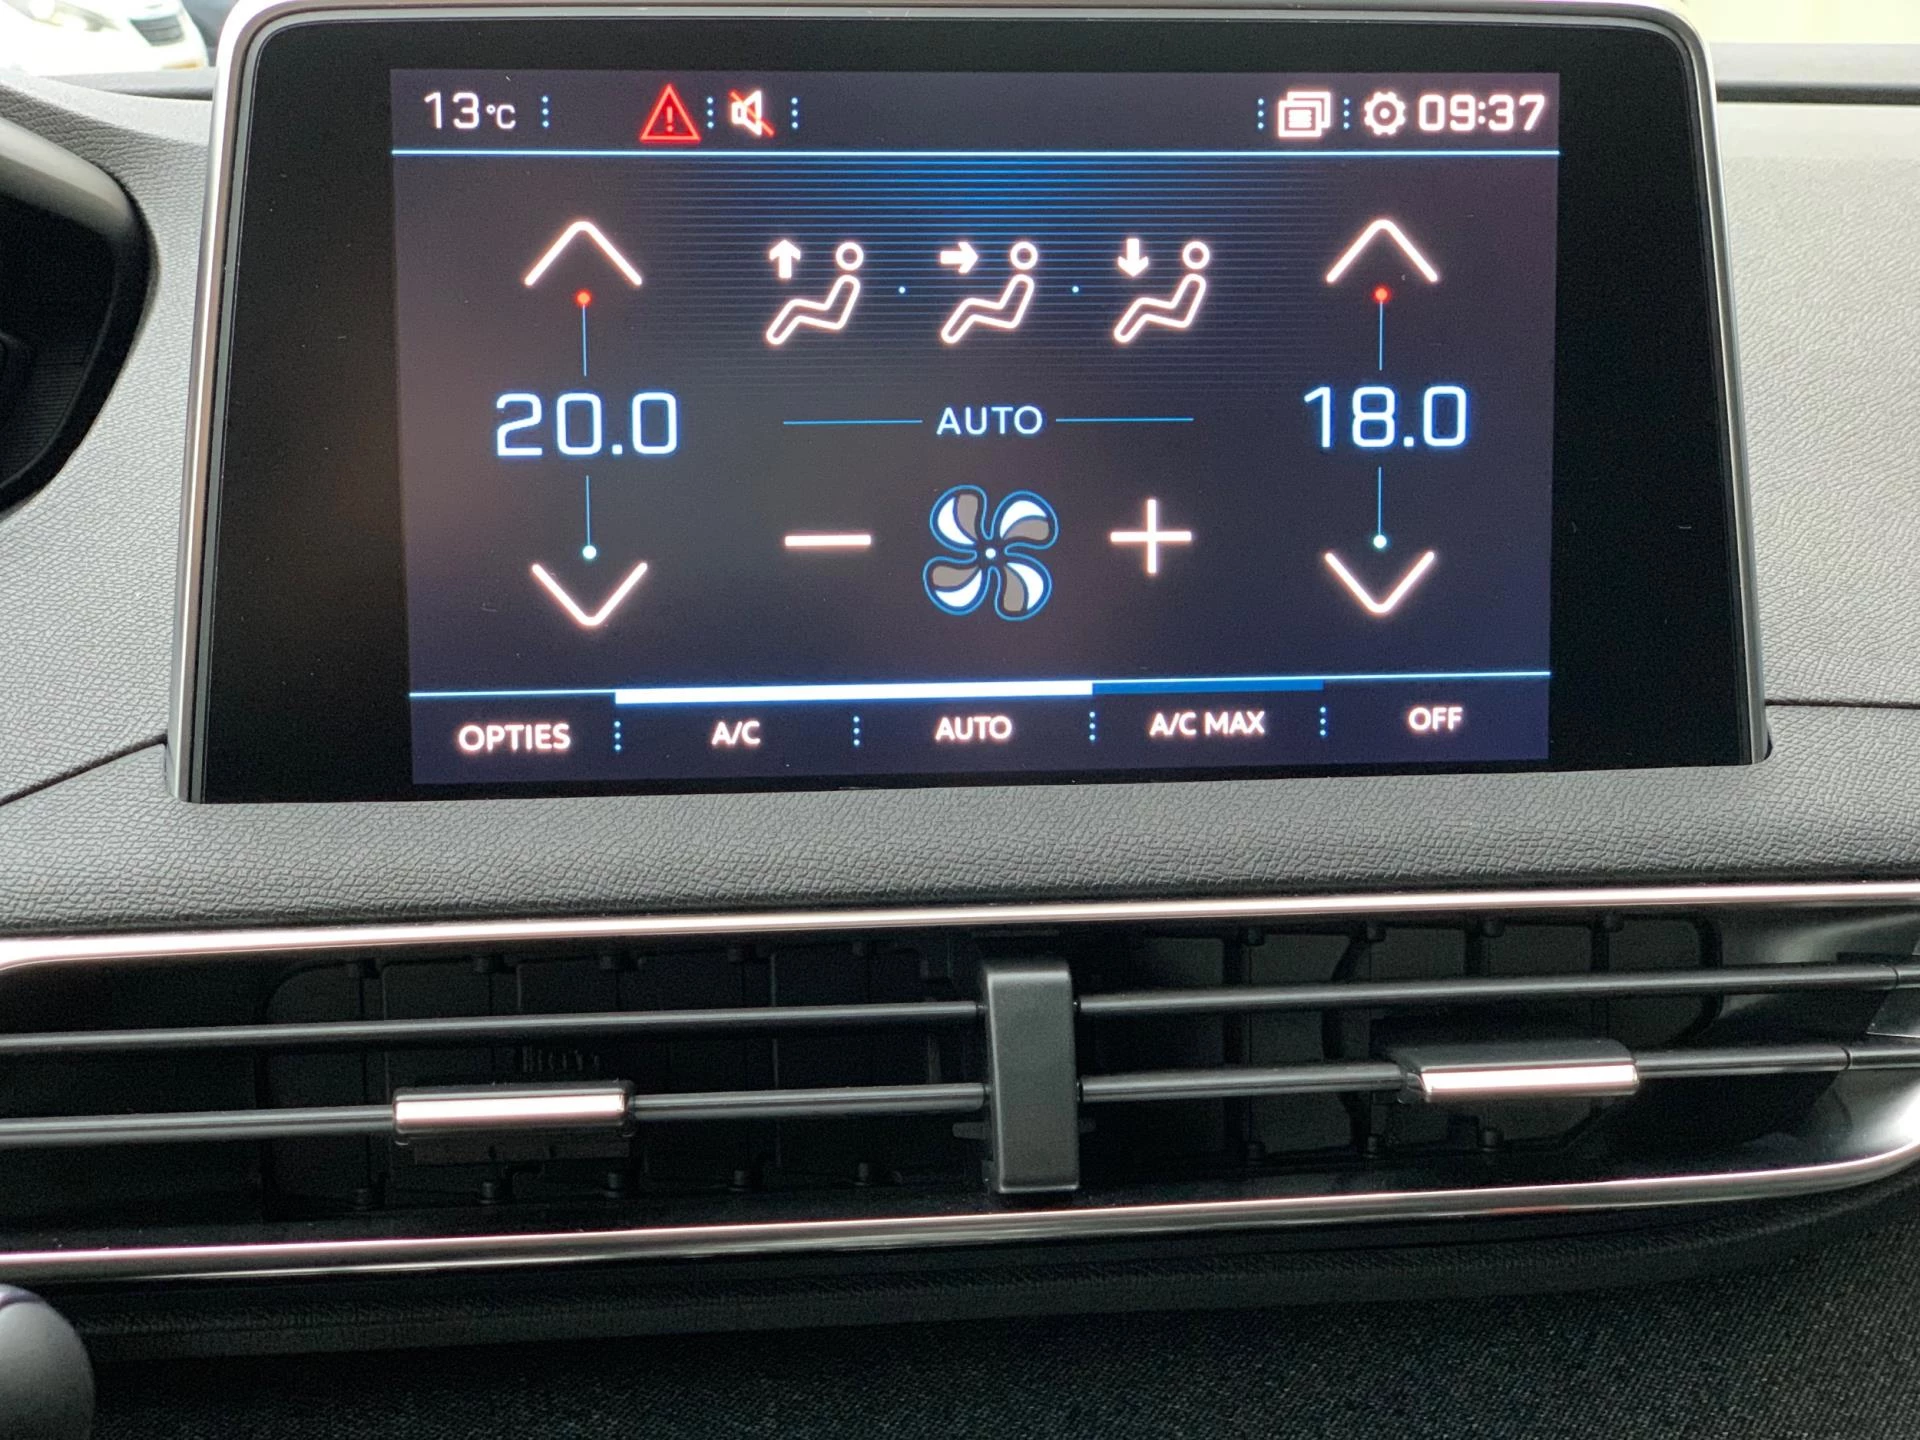 13°C 09:37
20.0 AUTO 18.0
OPTIES A/C AUTO A/C MAX OFF